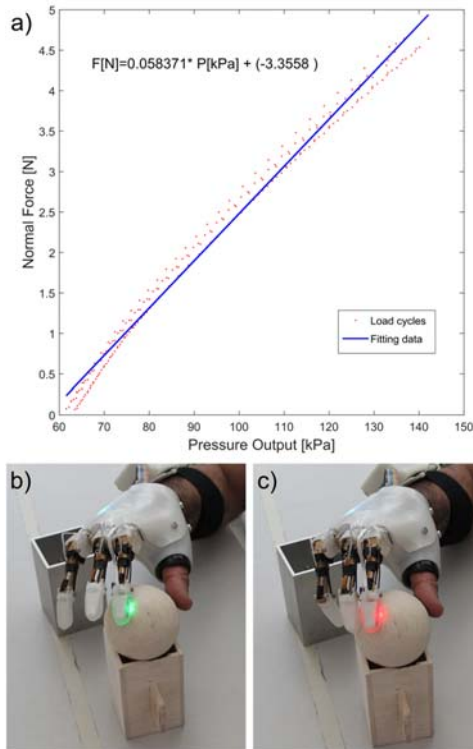 a)
F[N]=0.058371* P[kPa] + (-3.3558 )
5
4.5
4
3.5
3
2.5
2
1.5
1
0.5
0
Normal Force [N]
Load cycles
Fitting data
60 70 80 90 100 110 120 130 140 150
Pressure Output [kPa]
b)
c)